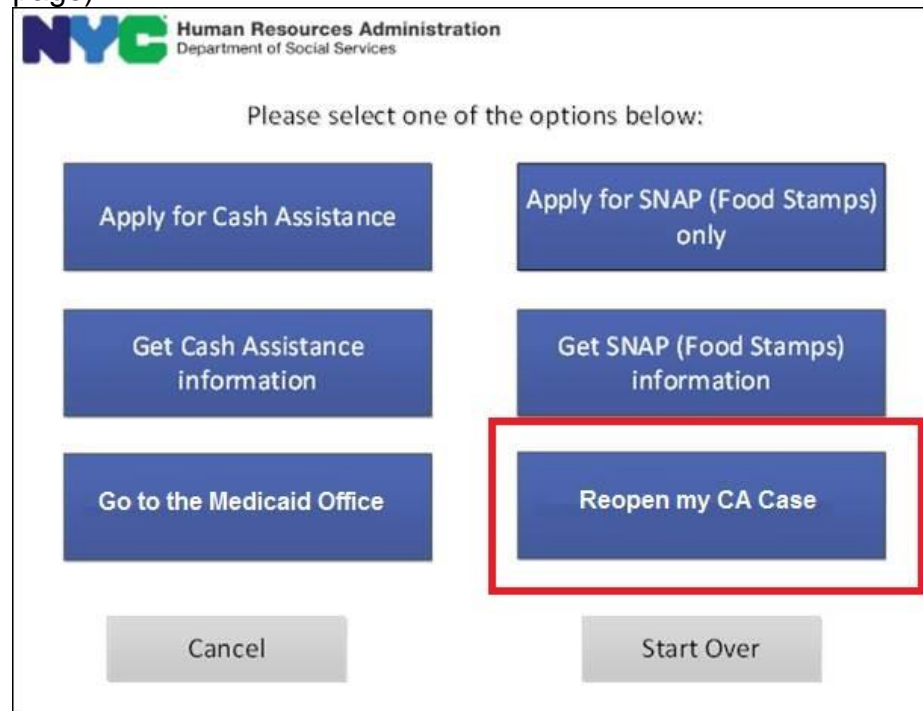 page)
NYC Human Resources Administration
Department of Social Services
Please select one of the options below:
Apply for Cash Assistance
Apply for SNAP (Food Stamps)
only
Get Cash Assistance
information
Get SNAP (Food Stamps)
information
Go to the Medicaid Office
Reopen my CA Case
Cancel
Start Over